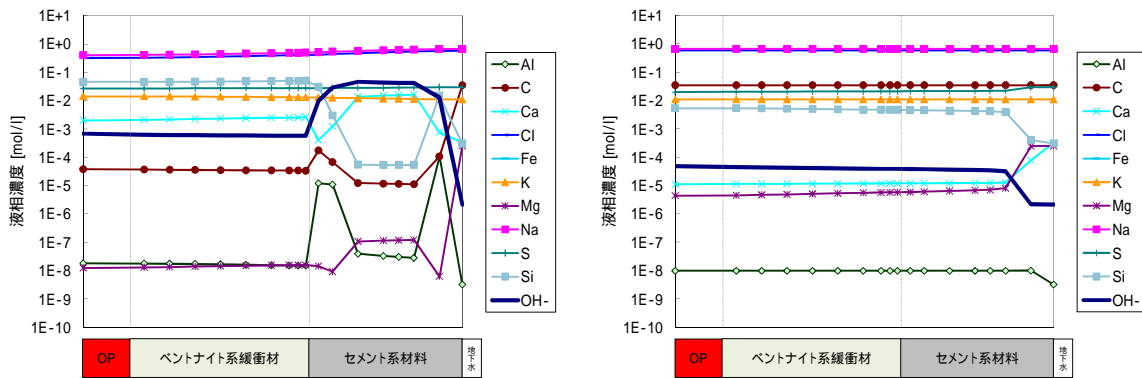 液相濃度 [mol/l]
1E+1
1E+0
1E-1
1E-2
1E-3
1E-4
1E-5
1E-6
1E-7
1E-8
1E-9
1E-10
OP
ベントナイト系緩衝材
セメント系材料
地下水
Al
C
Ca
Cl
Fe
K
Mg
Na
S
Si
OH-
液相濃度 [mol/l]
1E+1
1E+0
1E-1
1E-2
1E-3
1E-4
1E-5
1E-6
1E-7
1E-8
1E-9
1E-10
OP
ベントナイト系緩衝材
セメント系材料
地下水
Al
C
Ca
Cl
Fe
K
Mg
Na
S
Si
OH-